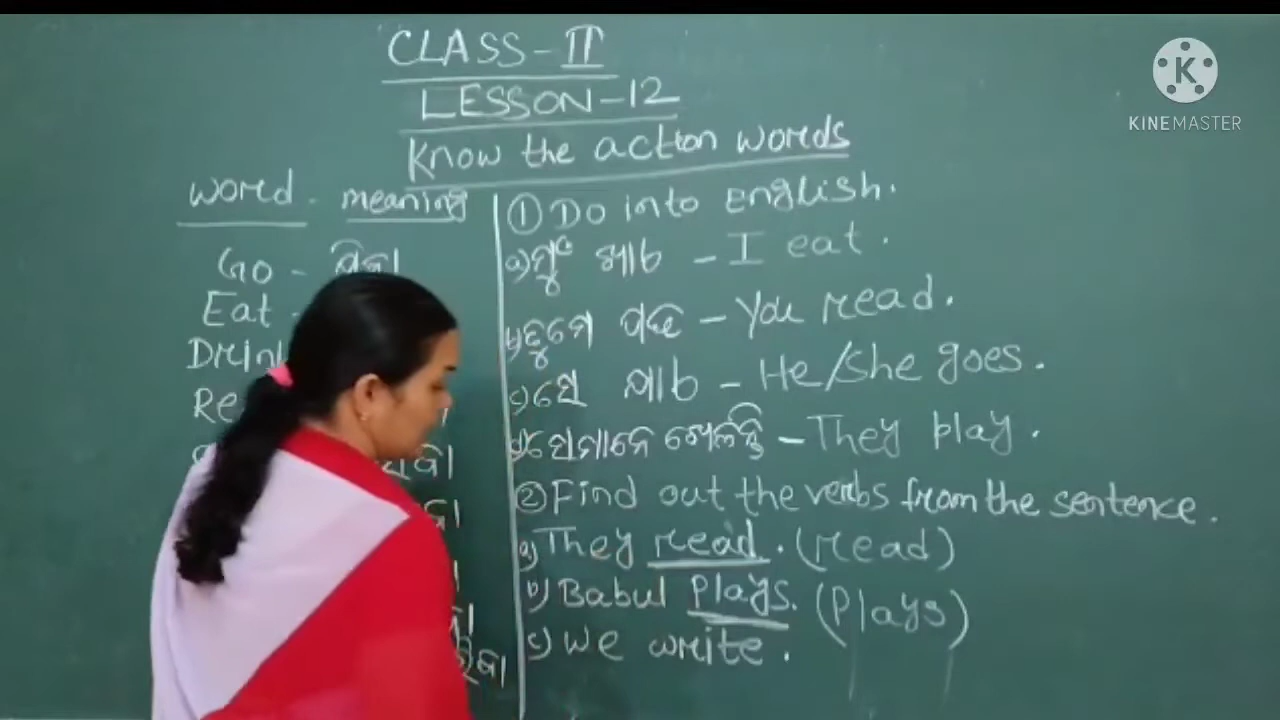 CLASS-II
LESSON-12
Know the action words
word - meaning
Go - ଯିବା
Eat -
① Do into english.
a) ମୁଁ ଖାଏ - I eat.
b) ତୁମେ ପଢ - You read.
c) ସେ ଯାଏ - He/She goes.
d) ସେମାନେ ଖେଳନ୍ତି - They play.
② Find out the verbs from the sentence.
a) They read. (read)
b) Babul plays. (Plays)
c) We write.
KINEMASTER